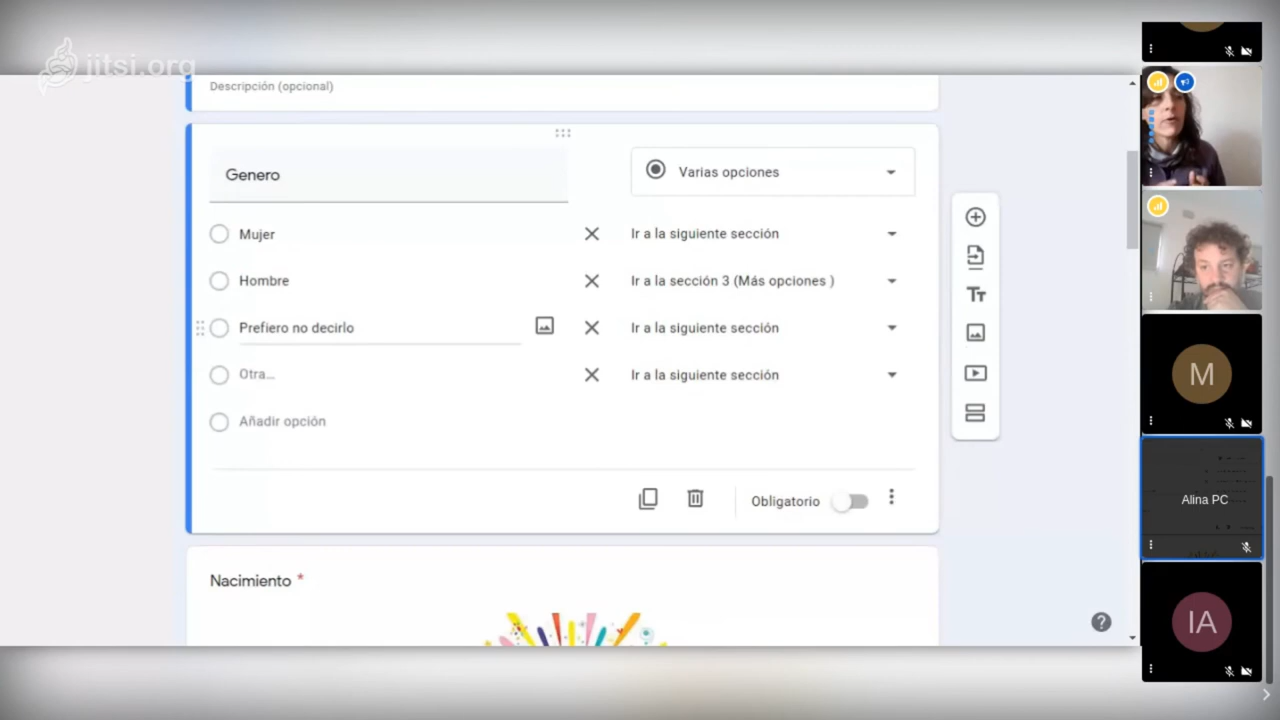 jitsi.org
Descripción (opcional)
Genero
Varias opciones
Mujer
Ir a la siguiente sección
Hombre
Ir a la sección 3 (Más opciones )
Prefiero no decirlo
Ir a la siguiente sección
Otra...
Ir a la siguiente sección
Añadir opción
Obligatorio
Nacimiento *
M
Alina PC
IA